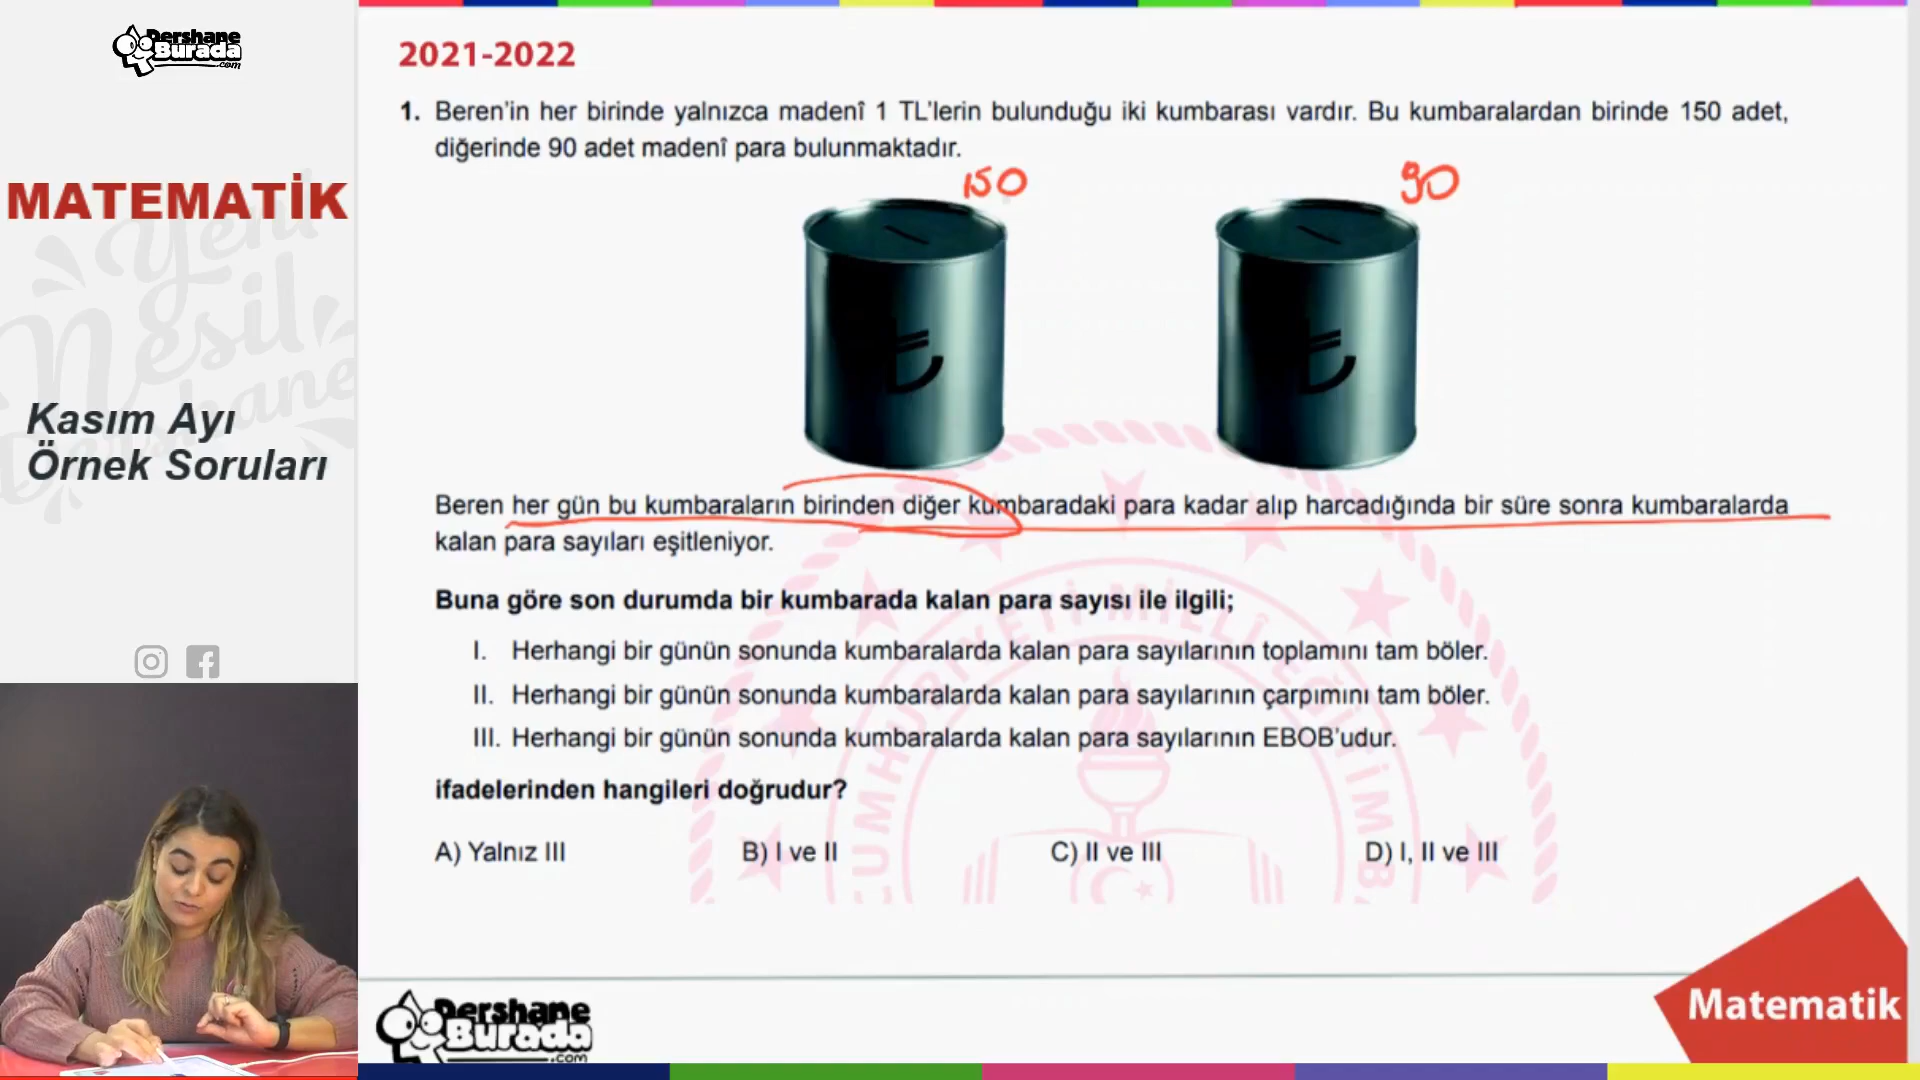 Dershane
Burada
.com
MATEMATİK
Yeni
Nesil
Dershane
Kasım Ayı
Örnek Soruları
2021-2022
1. Beren'in her birinde yalnızca madenî 1 TL'lerin bulunduğu iki kumbarası vardır. Bu kumbaralardan birinde 150 adet,
diğerinde 90 adet madenî para bulunmaktadır.
150
90
Beren her gün bu kumbaraların birinden diğer kumbaradaki para kadar alıp harcadığında bir süre sonra kumbaralarda
kalan para sayıları eşitleniyor.
Buna göre son durumda bir kumbarada kalan para sayısı ile ilgili;
I. Herhangi bir günün sonunda kumbaralarda kalan para sayılarının toplamını tam böler.
II. Herhangi bir günün sonunda kumbaralarda kalan para sayılarının çarpımını tam böler.
III. Herhangi bir günün sonunda kumbaralarda kalan para sayılarının EBOB'udur.
ifadelerinden hangileri doğrudur?
A) Yalnız III
B) I ve II
C) II ve III
D) I, II ve III
Dershane
Burada
.com
Matematik